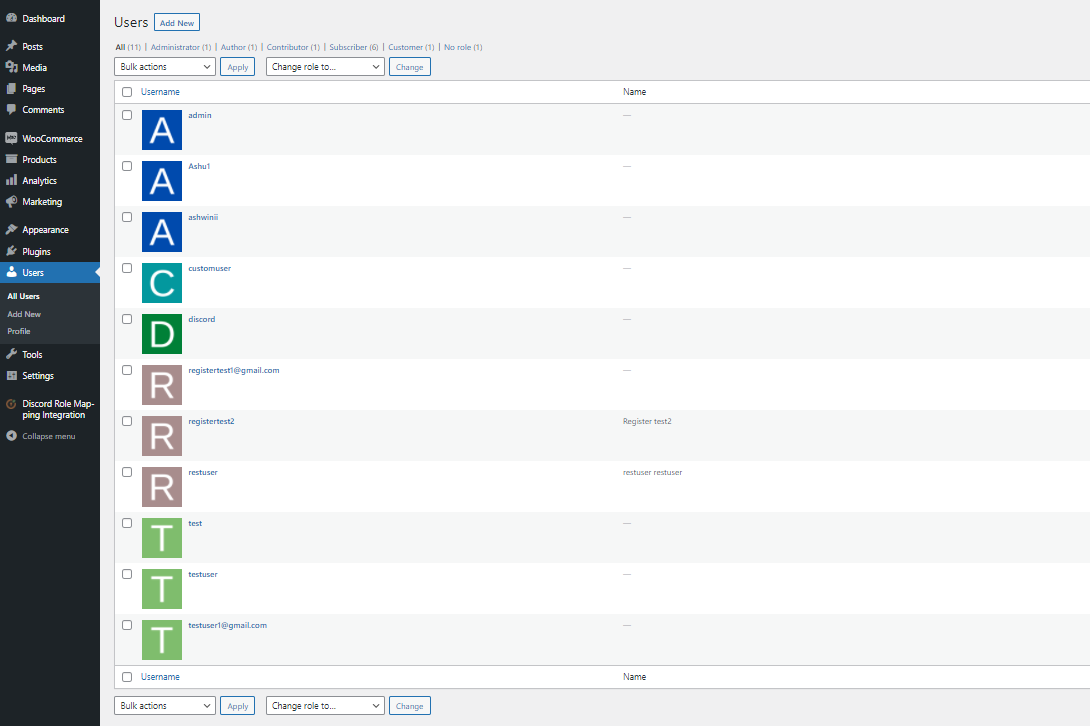 Dashboard
Posts
Media
Pages
Comments
WooCommerce
Products
Analytics
Marketing
Appearance
Plugins
Users
All Users
Add New
Profile
Tools
Settings
Discord Role Map-
ping Integration
Collapse menu
Users Add New
All (11) | Administrator (1) | Author (1) | Contributor (1) | Subscriber (6) | Customer (1) | No role (1)
Bulk actions Apply Change role to... Change
Username Name
A admin —
A Ashu1 —
A ashwinii —
C customuser —
D discord —
R registertest1@gmail.com —
R registertest2 Register test2
R restuser restuser restuser
T test —
T testuser —
T testuser1@gmail.com —
Username Name
Bulk actions Apply Change role to... Change